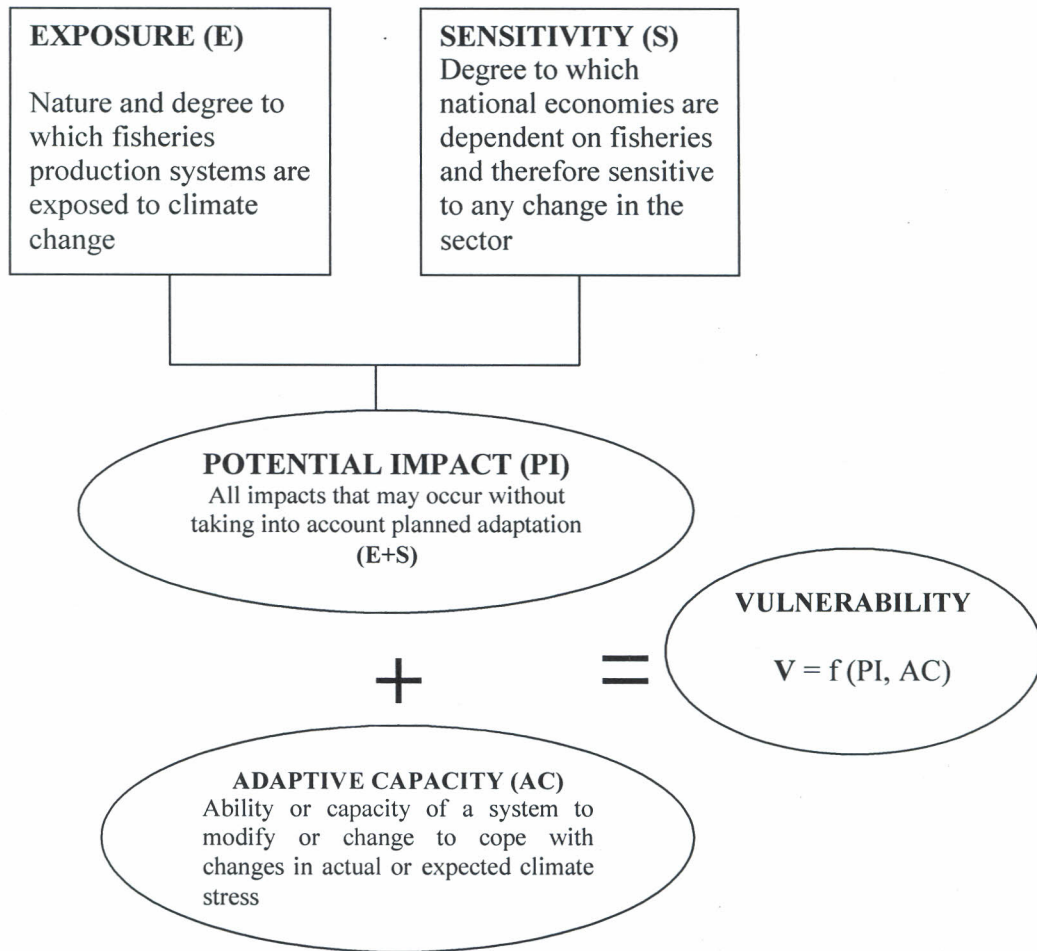 EXPOSURE (E)
Nature and degree to
which fisheries
production systems are
exposed to climate
change
SENSITIVITY (S)
Degree to which
national economies are
dependent on fisheries
and therefore sensitive
to any change in the
sector
POTENTIAL IMPACT (PI)
All impacts that may occur without
taking into account planned adaptation
(E+S)
+
=
VULNERABILITY
V = f (PI, AC)
ADAPTIVE CAPACITY (AC)
Ability or capacity of a system to
modify or change to cope with
changes in actual or expected climate
stress